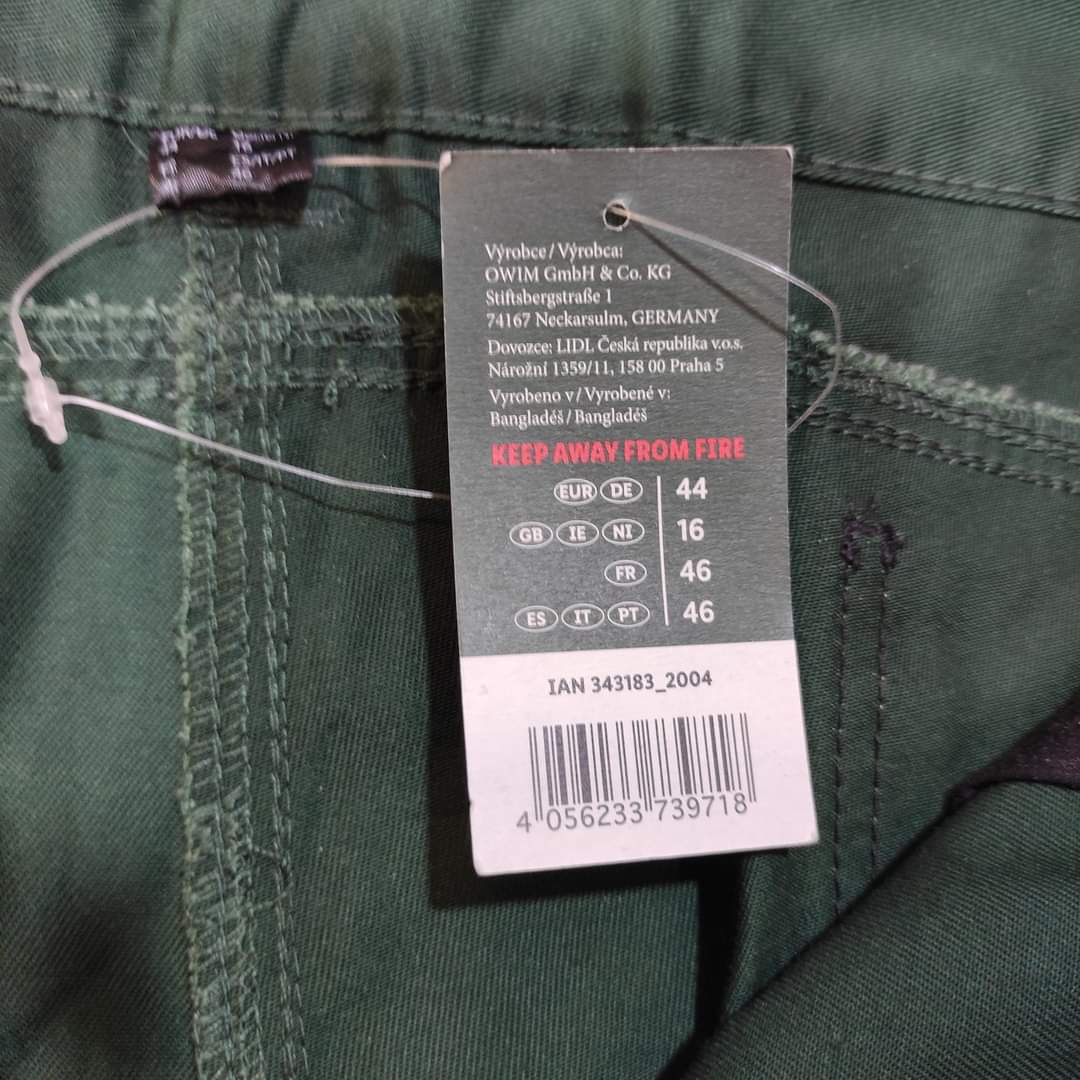 Výrobce / Výrobca:
OWIM GmbH & Co. KG
Stiftsbergstraße 1
74167 Neckarsulm, GERMANY
Dovozce: LIDL Česká republika v.o.s.
Nárožní 1359/11, 158 00 Praha 5
Vyrobeno v / Vyrobené v:
Bangladéš / Bangladéš
KEEP AWAY FROM FIRE
EUR DE 44
GB IE NI 16
FR 46
ES IT PT 46
IAN 343183_2004
4 056233 739718